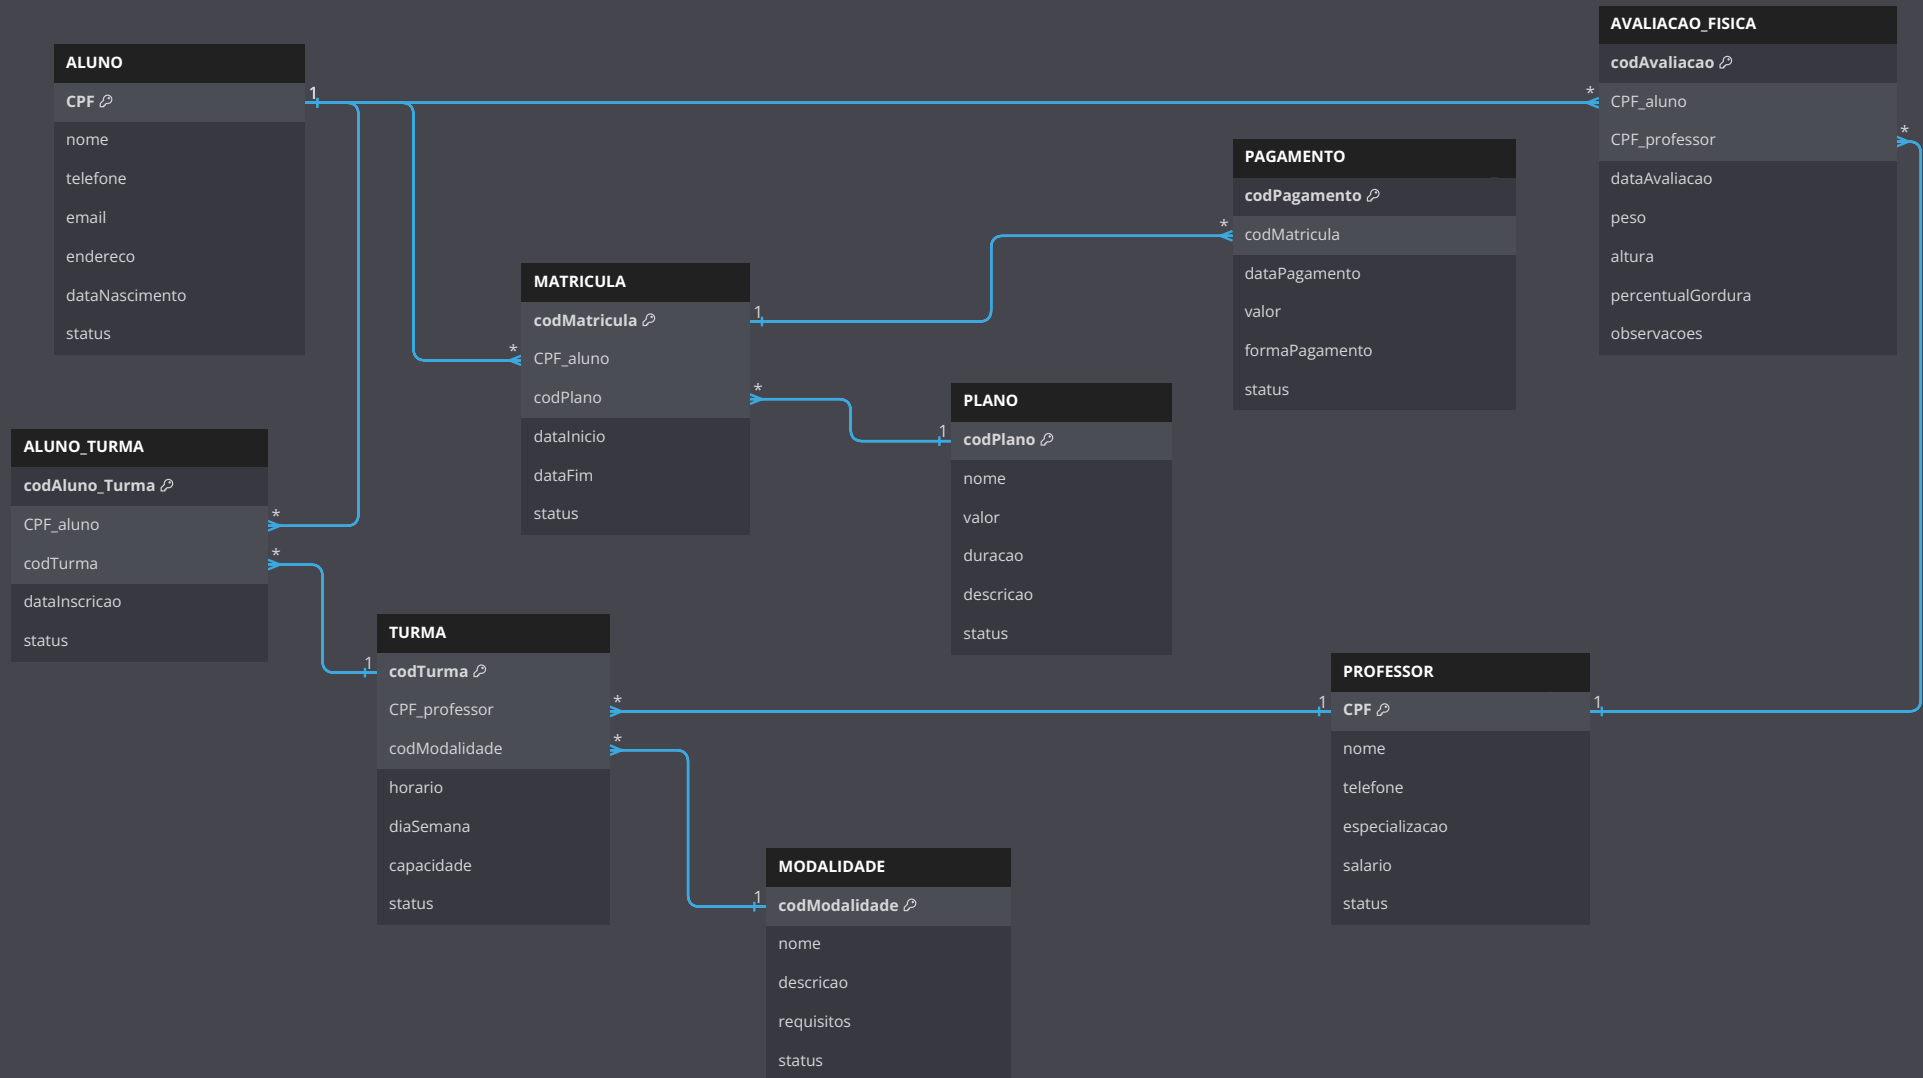 ALUNO
CPF
nome
telefone
email
endereco
dataNascimento
status
1
*
AVALIACAO_FISICA
codAvaliacao
CPF_aluno
CPF_professor
dataAvaliacao
peso
altura
percentualGordura
observacoes
*
PAGAMENTO
codPagamento
codMatricula
dataPagamento
valor
formaPagamento
status
*
MATRICULA
codMatricula
CPF_aluno
codPlano
dataInicio
dataFim
status
1
*
*
PLANO
codPlano
nome
valor
duracao
descricao
status
1
ALUNO_TURMA
codAluno_Turma
CPF_aluno
codTurma
dataInscricao
status
*
*
TURMA
codTurma
CPF_professor
codModalidade
horario
diaSemana
capacidade
status
1
*
*
PROFESSOR
CPF
nome
telefone
especializacao
salario
status
1
1
MODALIDADE
codModalidade
nome
descricao
requisitos
status
1